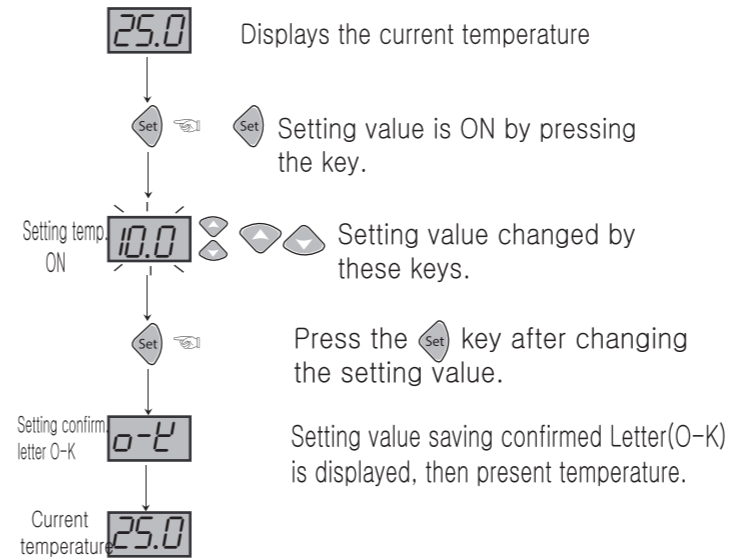 25.0 Displays the current temperature
Set Set Setting value is ON by pressing
the key.
Setting temp.
ON
10.0 Setting value changed by
these keys.
Set Press the Set key after changing
the setting value.
Setting confirm.
letter O-K
o-K
Setting value saving confirmed Letter(O-K)
is displayed, then present temperature.
Current
temperature
25.0